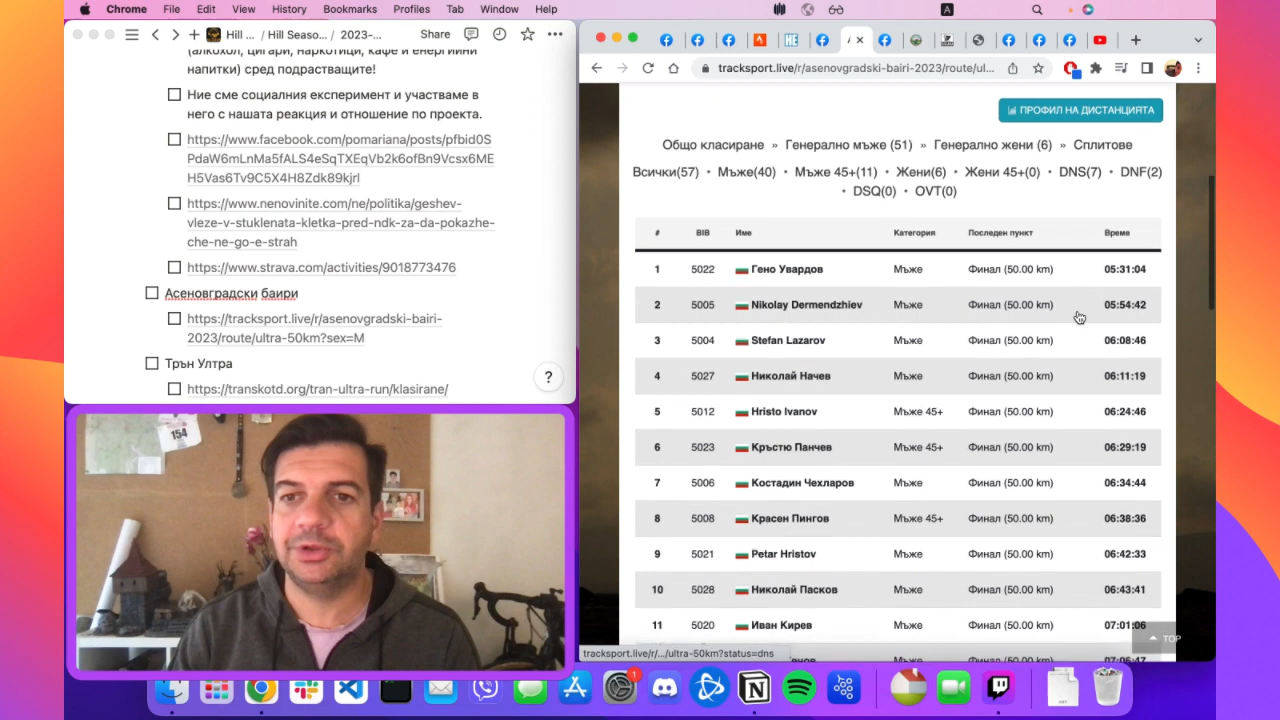 Chrome File Edit View History Bookmarks Profiles Tab Window Help A
Hill ... / Hill Seaso... / 2023-... Share
(алкохол, цигари, наркотици, кафе и енергийни
напитки) сред подрастващите!
Ние сме социалния експеримент и участваме в
него с нашата реакция и отношение по проекта.
https://www.facebook.com/pomariana/posts/pfbid0S
PdaW6mLnMa5fALS4eSqTXEqVb2k6ofBn9Vcsx6ME
H5Vas6Tv9C5X4H8Zdk89kjrl
https://www.nenovinite.com/ne/politika/geshev-
vleze-v-stuklenata-kletka-pred-ndk-za-da-pokazhe-
che-ne-go-e-strah
https://www.strava.com/activities/9018773476
Асеновградски баири
https://tracksport.live/r/asenovgradski-bairi-
2023/route/ultra-50km?sex=M
Трън Ултра
https://transkotd.org/tran-ultra-run/klasirane/
?
154
tracksport.live/r/asenovgradski-bairi-2023/route/ul...
ПРОФИЛ НА ДИСТАНЦИЯТА
Общо класиране » Генерално мъже (51) » Генерално жени (6) » Сплитове
Всички(57) • Мъже(40) • Мъже 45+(11) • Жени(6) • Жени 45+(0) • DNS(7) • DNF(2)
• DSQ(0) • OVT(0)
# BIB Име Категория Последен пункт Време
1 5022 Гено Увардов Мъже Финал (50.00 km) 05:31:04
2 5005 Nikolay Dermendzhiev Мъже Финал (50.00 km) 05:54:42
3 5004 Stefan Lazarov Мъже Финал (50.00 km) 06:08:46
4 5027 Николай Начев Мъже Финал (50.00 km) 06:11:19
5 5012 Hristo Ivanov Мъже 45+ Финал (50.00 km) 06:24:46
6 5023 Кръстю Панчев Мъже 45+ Финал (50.00 km) 06:29:19
7 5006 Костадин Чехларов Мъже Финал (50.00 km) 06:34:44
8 5008 Красен Пингов Мъже 45+ Финал (50.00 km) 06:38:36
9 5021 Petar Hristov Мъже Финал (50.00 km) 06:42:33
10 5028 Николай Пасков Мъже Финал (50.00 km) 06:43:41
11 5020 Иван Кирев Мъже Финал (50.00 km) 07:01:06
TOP
tracksport.live/r/.../ultra-50km?status=dns
1